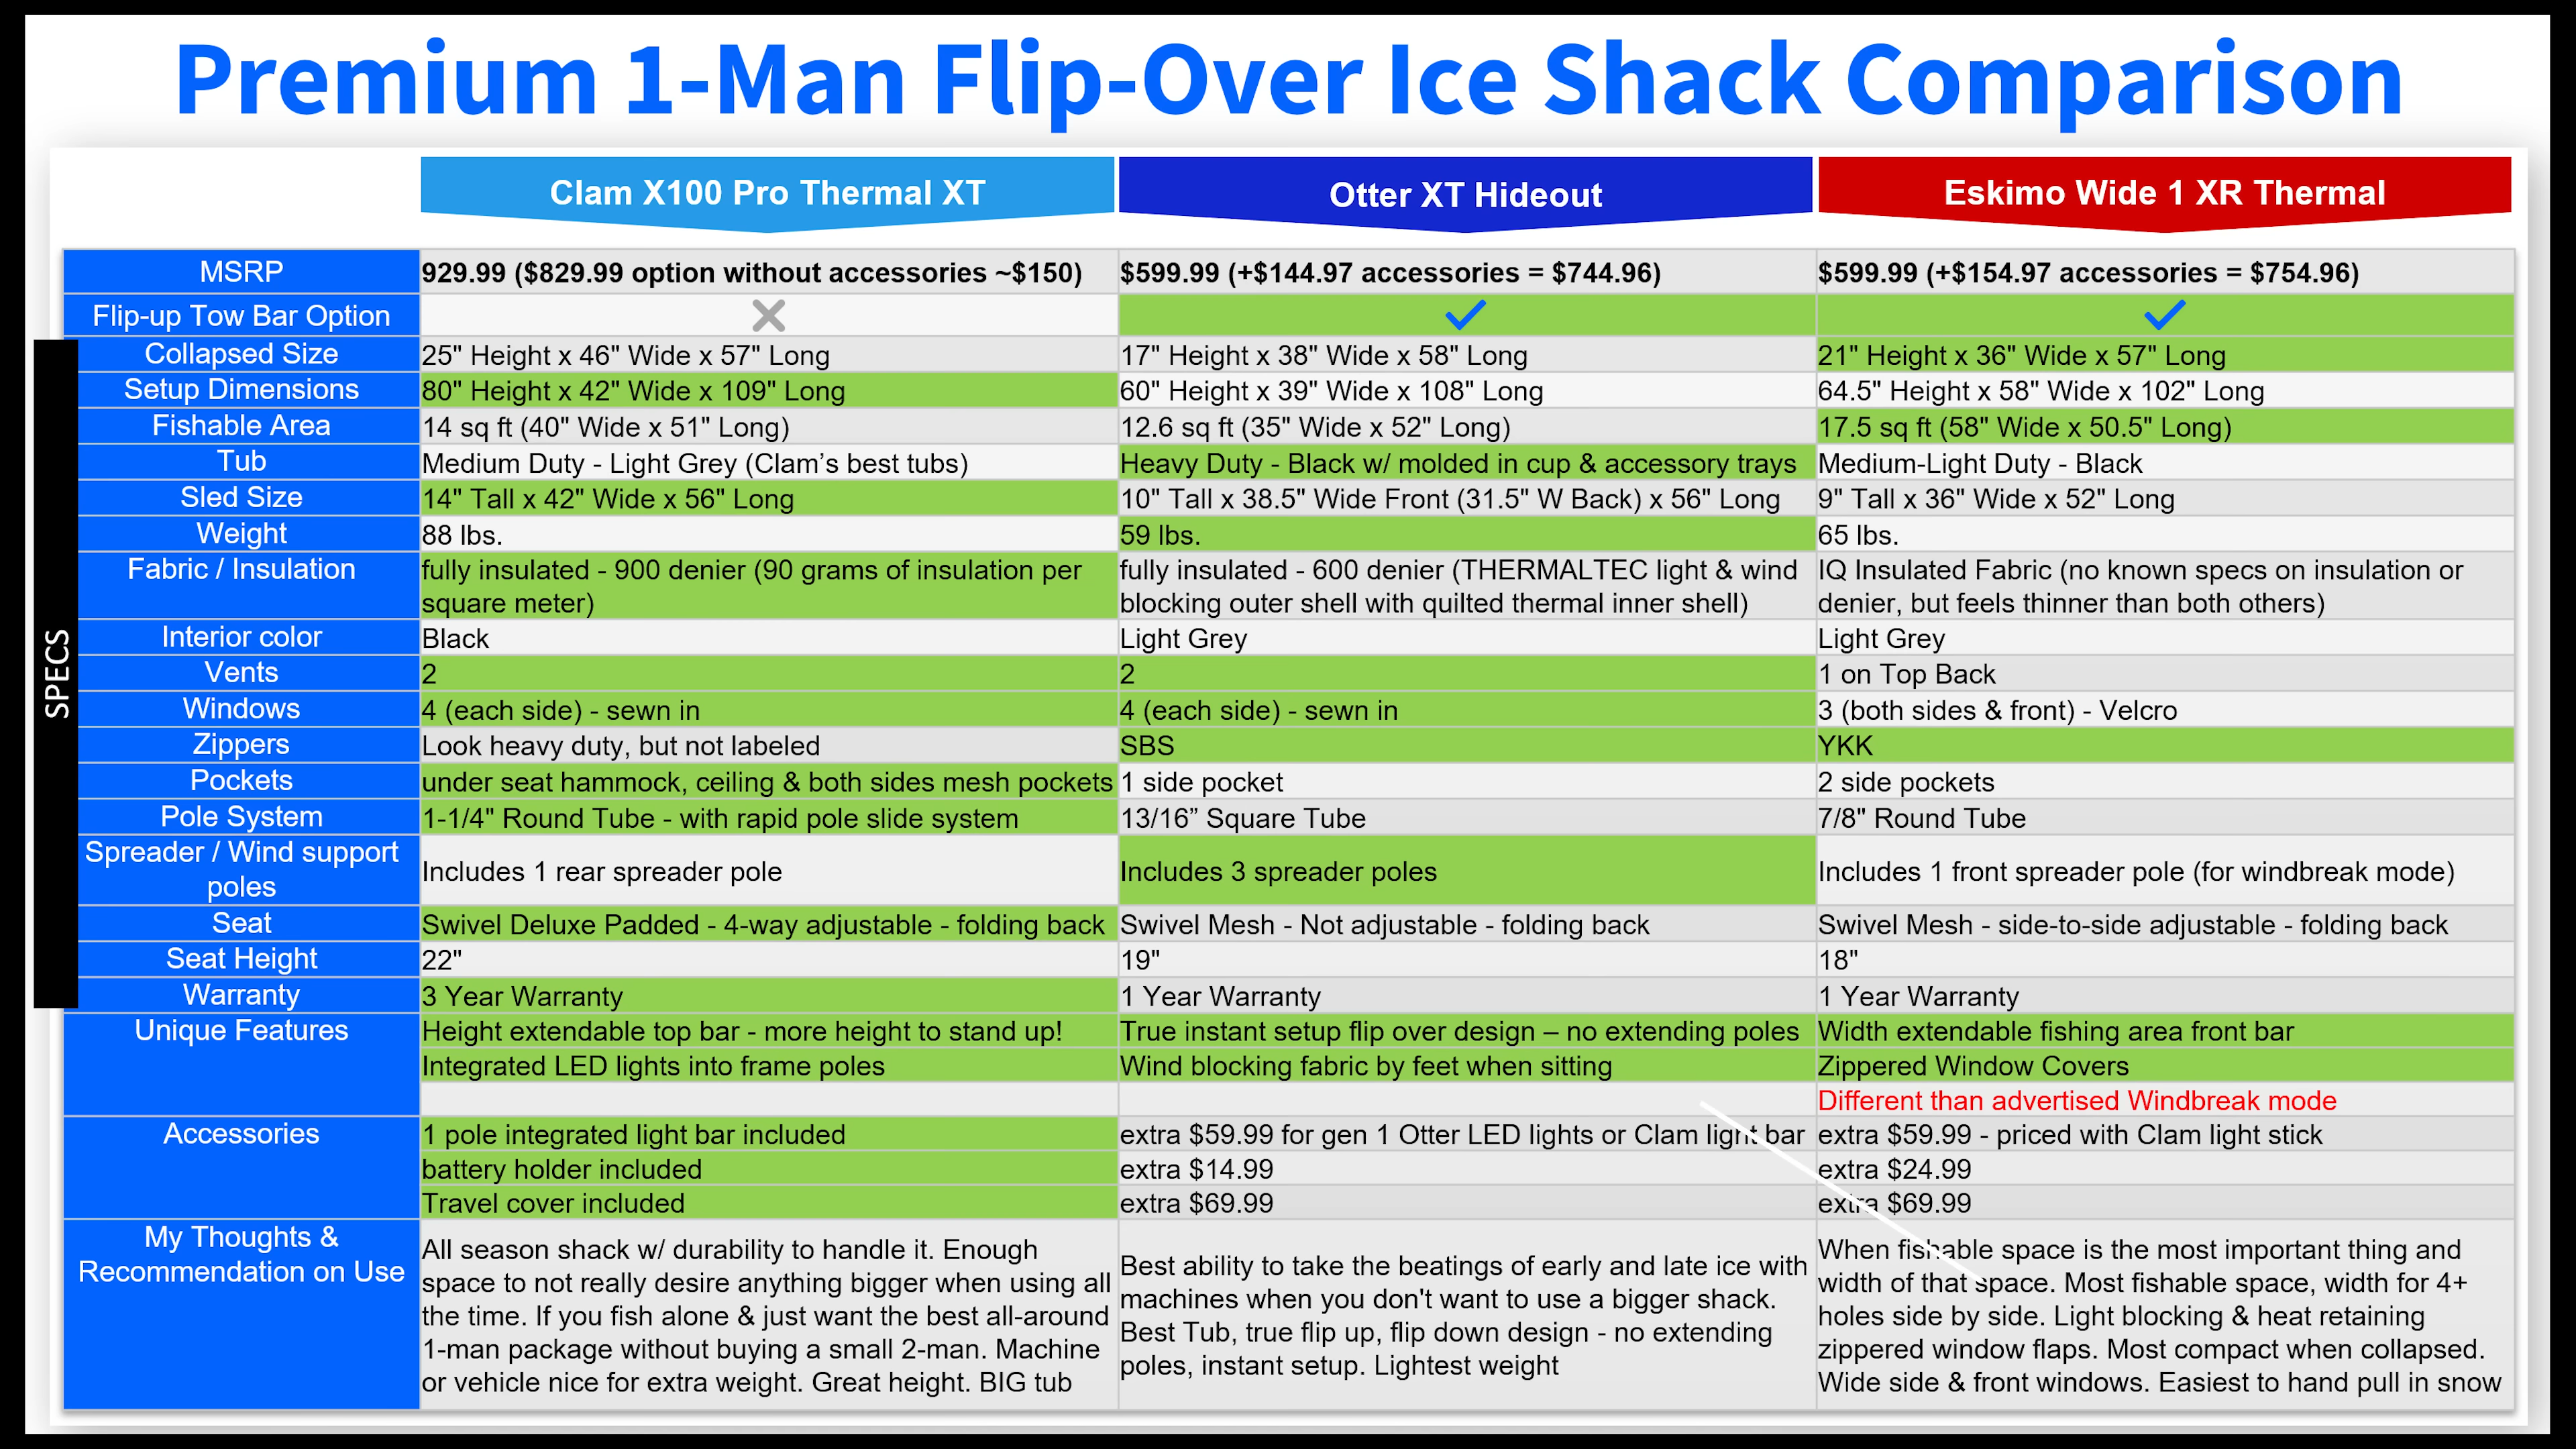 Premium 1-Man Flip-Over Ice Shack Comparison
Clam X100 Pro Thermal XT
Otter XT Hideout
Eskimo Wide 1 XR Thermal
MSRP
929.99 ($829.99 option without accessories ~$150)
$599.99 (+$144.97 accessories = $744.96)
$599.99 (+$154.97 accessories = $754.96)
Flip-up Tow Bar Option
SPECS
Collapsed Size
25" Height x 46" Wide x 57" Long
17" Height x 38" Wide x 58" Long
21" Height x 36" Wide x 57" Long
Setup Dimensions
80" Height x 42" Wide x 109" Long
60" Height x 39" Wide x 108" Long
64.5" Height x 58" Wide x 102" Long
Fishable Area
14 sq ft (40" Wide x 51" Long)
12.6 sq ft (35" Wide x 52" Long)
17.5 sq ft (58" Wide x 50.5" Long)
Tub
Medium Duty - Light Grey (Clam’s best tubs)
Heavy Duty - Black w/ molded in cup & accessory trays
Medium-Light Duty - Black
Sled Size
14" Tall x 42" Wide x 56" Long
10" Tall x 38.5" Wide Front (31.5" W Back) x 56" Long
9" Tall x 36" Wide x 52" Long
Weight
88 lbs.
59 lbs.
65 lbs.
Fabric / Insulation
fully insulated - 900 denier (90 grams of insulation per
square meter)
fully insulated - 600 denier (THERMALTEC light & wind
blocking outer shell with quilted thermal inner shell)
IQ Insulated Fabric (no known specs on insulation or
denier, but feels thinner than both others)
Interior color
Black
Light Grey
Light Grey
Vents
2
2
1 on Top Back
Windows
4 (each side) - sewn in
4 (each side) - sewn in
3 (both sides & front) - Velcro
Zippers
Look heavy duty, but not labeled
SBS
YKK
Pockets
under seat hammock, ceiling & both sides mesh pockets
1 side pocket
2 side pockets
Pole System
1-1/4" Round Tube - with rapid pole slide system
13/16” Square Tube
7/8" Round Tube
Spreader / Wind support
poles
Includes 1 rear spreader pole
Includes 3 spreader poles
Includes 1 front spreader pole (for windbreak mode)
Seat
Swivel Deluxe Padded - 4-way adjustable - folding back
Swivel Mesh - Not adjustable - folding back
Swivel Mesh - side-to-side adjustable - folding back
Seat Height
22"
19"
18"
Warranty
3 Year Warranty
1 Year Warranty
1 Year Warranty
Unique Features
Height extendable top bar - more height to stand up!
True instant setup flip over design – no extending poles
Width extendable fishing area front bar
Integrated LED lights into frame poles
Wind blocking fabric by feet when sitting
Zippered Window Covers
Different than advertised Windbreak mode
Accessories
1 pole integrated light bar included
extra $59.99 for gen 1 Otter LED lights or Clam light bar
extra $59.99 - priced with Clam light stick
battery holder included
extra $14.99
extra $24.99
Travel cover included
extra $69.99
extra $69.99
My Thoughts &
Recommendation on Use
All season shack w/ durability to handle it. Enough
space to not really desire anything bigger when using all
the time. If you fish alone & just want the best all-around
1-man package without buying a small 2-man. Machine
or vehicle nice for extra weight. Great height. BIG tub
Best ability to take the beatings of early and late ice with
machines when you don't want to use a bigger shack.
Best Tub, true flip up, flip down design - no extending
poles, instant setup. Lightest weight
When fishable space is the most important thing and
width of that space. Most fishable space, width for 4+
holes side by side. Light blocking & heat retaining
zippered window flaps. Most compact when collapsed.
Wide side & front windows. Easiest to hand pull in snow